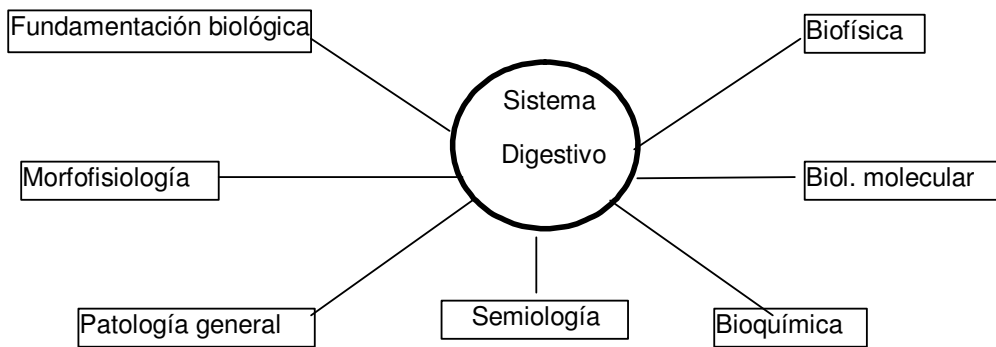 Fundamentación biológica
Biofísica
Sistema
Digestivo
Morfofisiología
Biol. molecular
Patología general
Semiología
Bioquímica